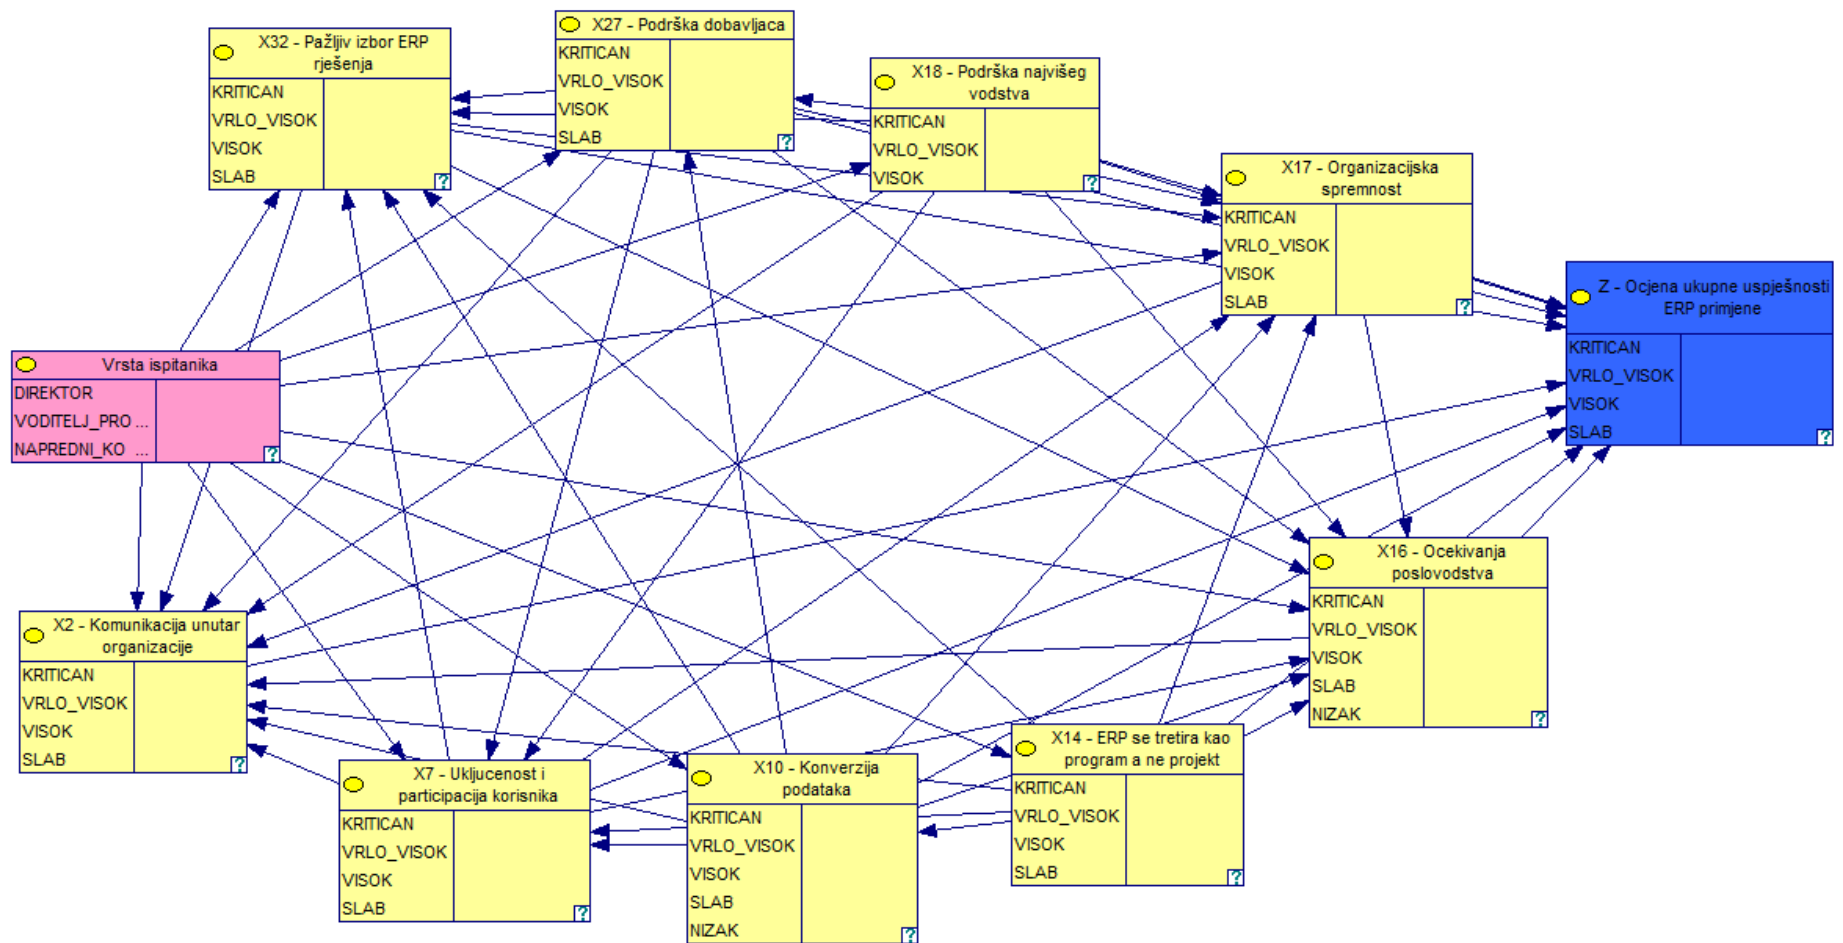 X32 - Pažljiv izbor ERP
rješenja
KRITICAN
VRLO_VISOK
VISOK
SLAB
X27 - Podrška dobavljaca
KRITICAN
VRLO_VISOK
VISOK
SLAB
X18 - Podrška najvišeg
vodstva
KRITICAN
VRLO_VISOK
VISOK
X17 - Organizacijska
spremnost
KRITICAN
VRLO_VISOK
VISOK
SLAB
Z - Ocjena ukupne uspješnosti
ERP primjene
KRITICAN
VRLO_VISOK
VISOK
SLAB
Vrsta ispitanika
DIREKTOR
VODITELJ_PRO ...
NAPREDNI_KO ...
X16 - Ocekivanja
poslovodstva
KRITICAN
VRLO_VISOK
VISOK
SLAB
NIZAK
X2 - Komunikacija unutar
organizacije
KRITICAN
VRLO_VISOK
VISOK
SLAB
X7 - Ukljucenost i
participacija korisnika
KRITICAN
VRLO_VISOK
VISOK
SLAB
X10 - Konverzija
podataka
KRITICAN
VRLO_VISOK
VISOK
SLAB
NIZAK
X14 - ERP se tretira kao
program a ne projekt
KRITICAN
VRLO_VISOK
VISOK
SLAB